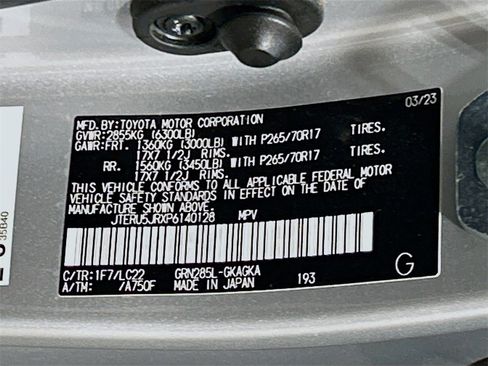 MFD.BY:TOYOTA MOTOR CORPORATION 03/23
GVWR:2855KG (6300LB)
GAWR:FRT. 1360KG (3000LB) WITH P265/70R17 TIRES.
17X7 1/2J RIMS.
RR. 1560KG (3450LB) WITH P265/70R17 TIRES.
17X7 1/2J RIMS.
THIS VEHICLE CONFORMS TO ALL APPLICABLE FEDERAL MOTOR
VEHICLE SAFETY STANDARDS IN EFFECT ON THE DATE OF
MANUFACTURE SHOWN ABOVE.
JTERU5JRXP6140128 MPV
C/TR:1F7/LC22 GRN285L-GKAGKA
A/TM: /A750F MADE IN JAPAN 193 G
35B40